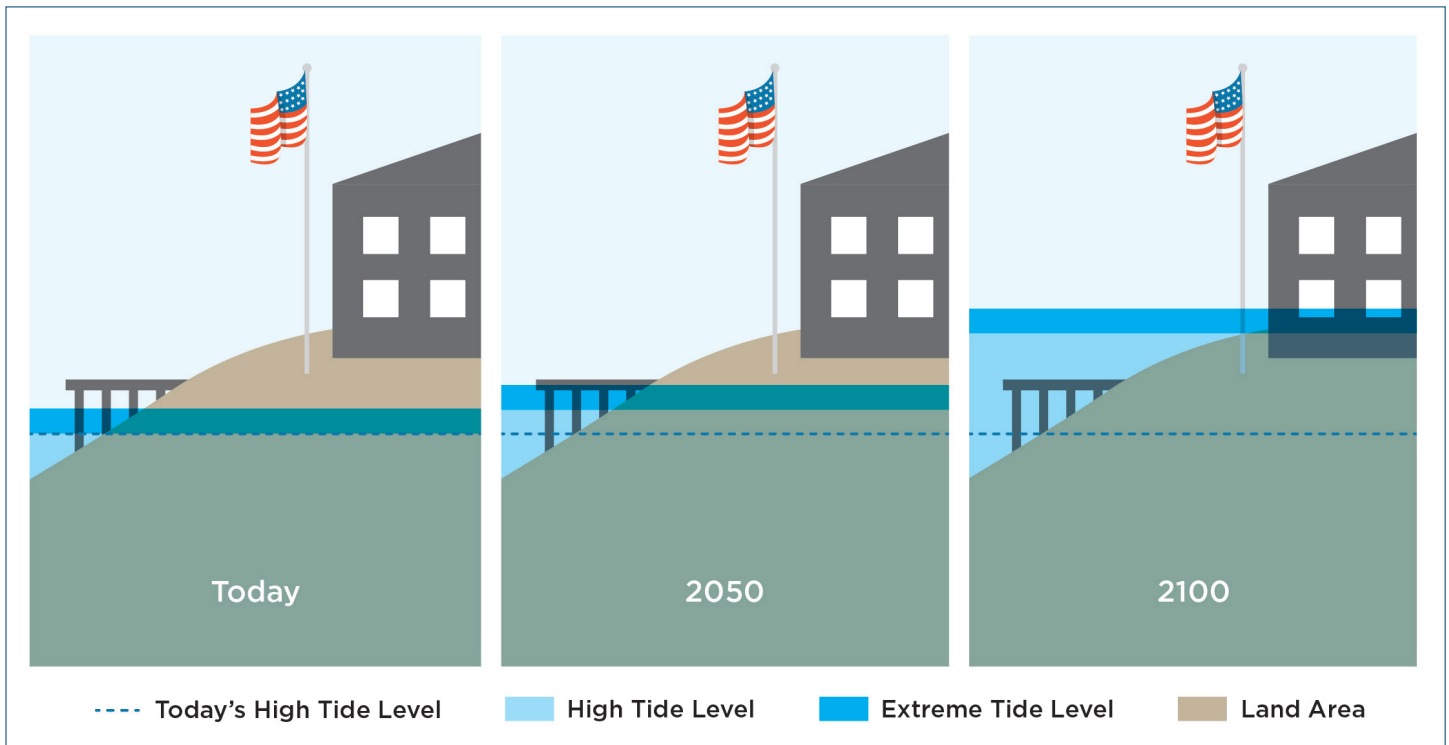 Today
2050
2100
Today's High Tide Level
High Tide Level
Extreme Tide Level
Land Area